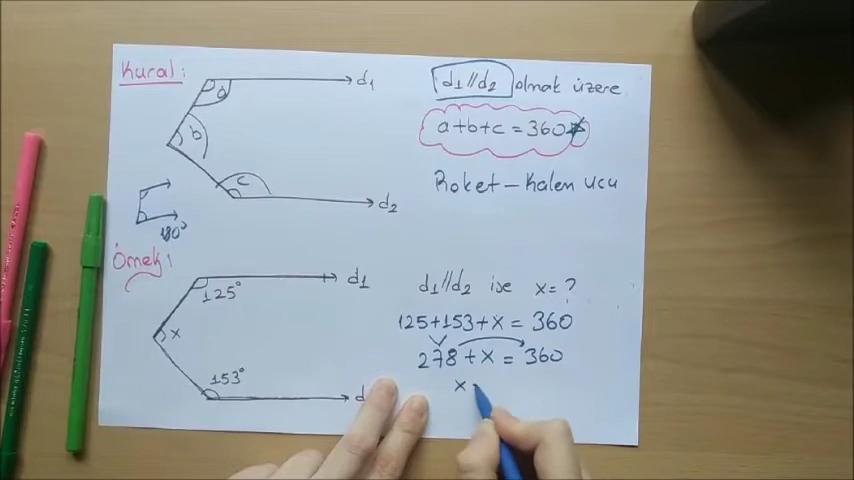 Kural:
a
d1
b
c
d2
180°
d1//d2 olmak üzere
a+b+c=360
Roket-Kalem ucu
Örnek:
125°
d1
x
153°
d
d1//d2 ise x=?
125+153+x=360
278+x=360
x